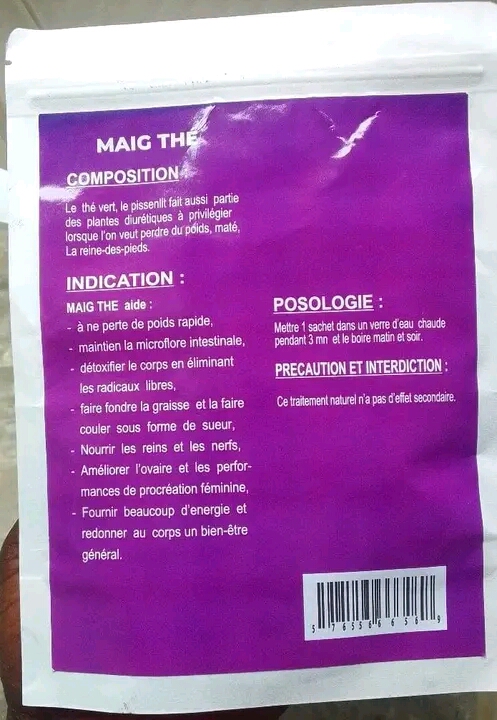 MAIG THE
COMPOSITION
Le thé vert, le pissenlit fait aussi partie
des plantes diurétiques à privilégier
lorsque l'on veut perdre du poids, maté,
La reine-des-pieds.
INDICATION :
MAIG THE aide :
- à ne perte de poids rapide,
- maintien la microflore intestinale,
- détoxifier le corps en éliminant
les radicaux libres,
- faire fondre la graisse et la faire
couler sous forme de sueur,
- Nourrir les reins et les nerfs,
- Améliorer l'ovaire et les perfor-
mances de procréation féminine,
- Fournir beaucoup d'energie et
redonner au corps un bien-être
général.
POSOLOGIE :
Mettre 1 sachet dans un verre d'eau chaude
pendant 3 mn et le boire matin et soir.
PRECAUTION ET INTERDICTION :
Ce traitement naturel n'a pas d'effet secondaire.
5 765566 6569